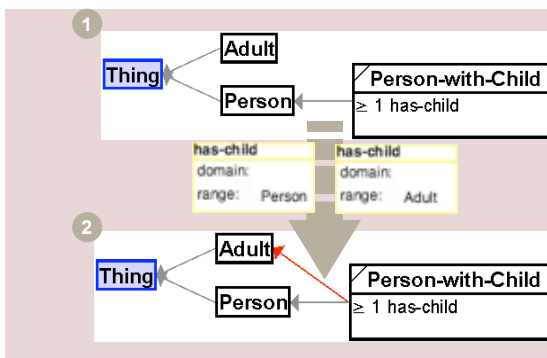 1
Adult
Thing
Person-with-Child
Person
≥ 1 has-child
has-child
domain:
range: Person
has-child
domain:
range: Adult
2
Adult
Thing
Person-with-Child
Person
≥ 1 has-child